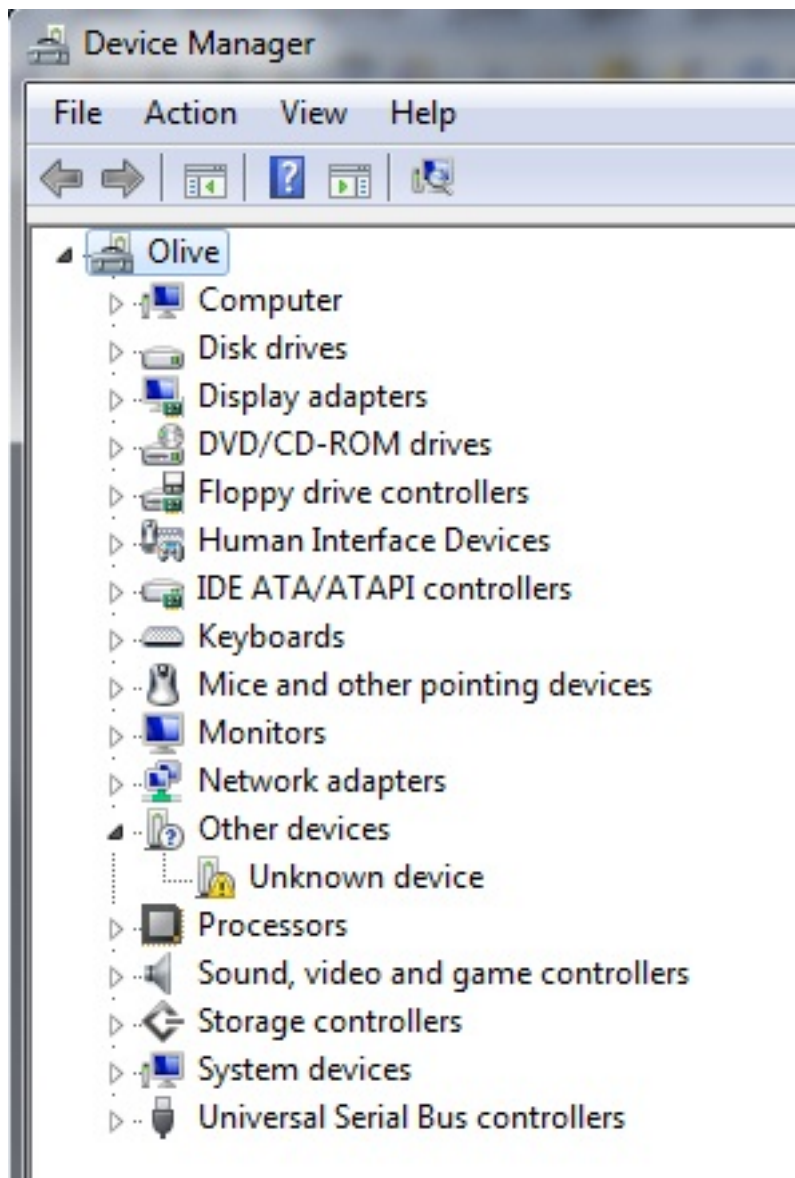 Device Manager
File Action View Help
?
Olive
Computer
Disk drives
Display adapters
DVD/CD-ROM drives
Floppy drive controllers
Human Interface Devices
IDE ATA/ATAPI controllers
Keyboards
Mice and other pointing devices
Monitors
Network adapters
Other devices
Unknown device
Processors
Sound, video and game controllers
Storage controllers
System devices
Universal Serial Bus controllers